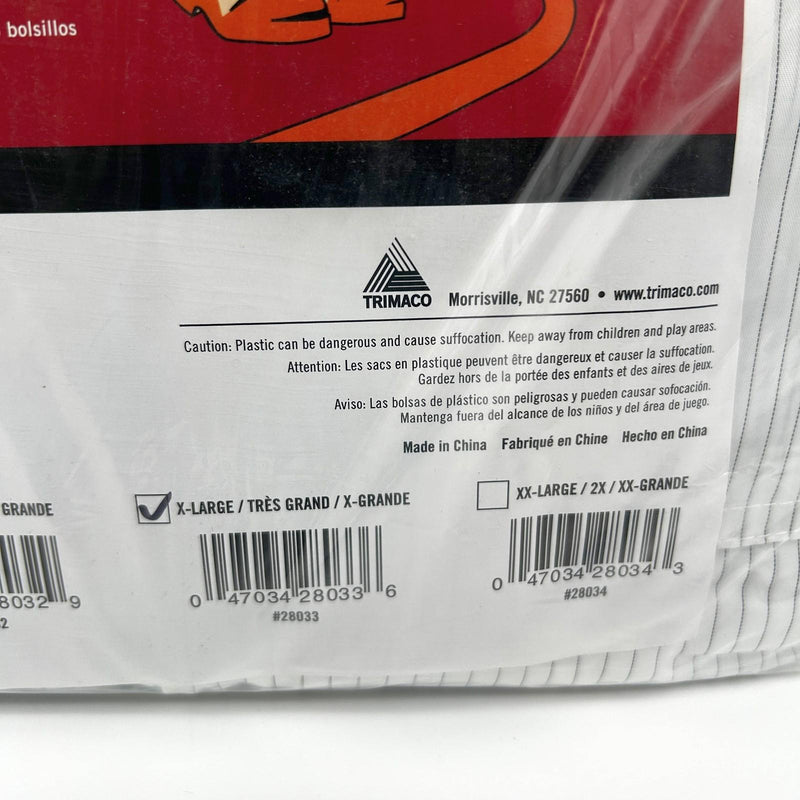 bolsillos
TRIMACO
Morrisville, NC 27560 • www.trimaco.com
Caution: Plastic can be dangerous and cause suffocation. Keep away from children and play areas.
Attention: Les sacs en plastique peuvent être dangereux et causer la suffocation.
Gardez hors de la portée des enfants et des aires de jeux.
Aviso: Las bolsas de plástico son peligrosas y pueden causar sofocación.
Mantenga fuera del alcance de los niños y del área de juego.
Made in China Fabriqué en Chine Hecho en China
GRANDE
X-LARGE / TRÈS GRAND / X-GRANDE
XX-LARGE / 2X / XX-GRANDE
8032 9
0 47034 28033 6
0 47034 28034 3
2
#28033
#28034